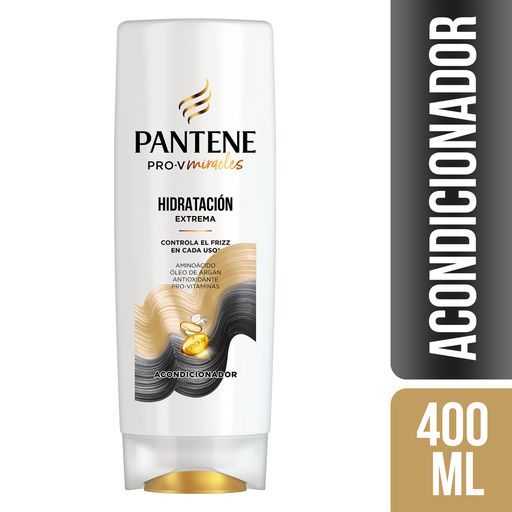 PANTENE
PRO-V miracles
HIDRATACIÓN
EXTREMA
CONTROLA EL FRIZZ
EN CADA USO*
AMINOÁCIDO
ÓLEO DE ARGÁN
ANTIOXIDANTE
PRO-VITAMINAS
PRO-V
ACONDICIONADOR
ACONDICIONADOR
400
ML